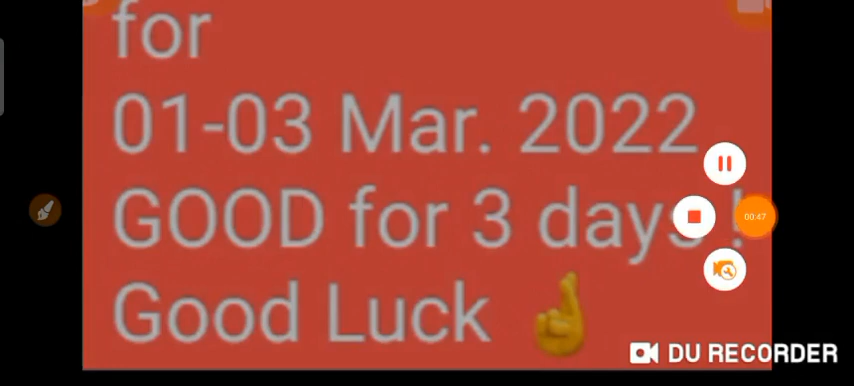 for
01-03 Mar. 2022
GOOD for 3 days !
00:47
Good Luck 🤞
DU RECORDER